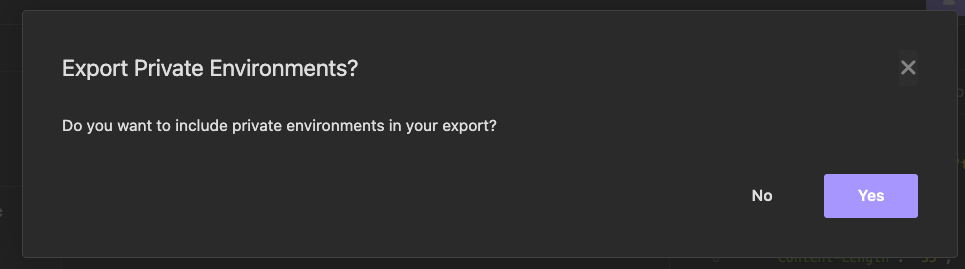 Export Private Environments?
Do you want to include private environments in your export?
No
Yes